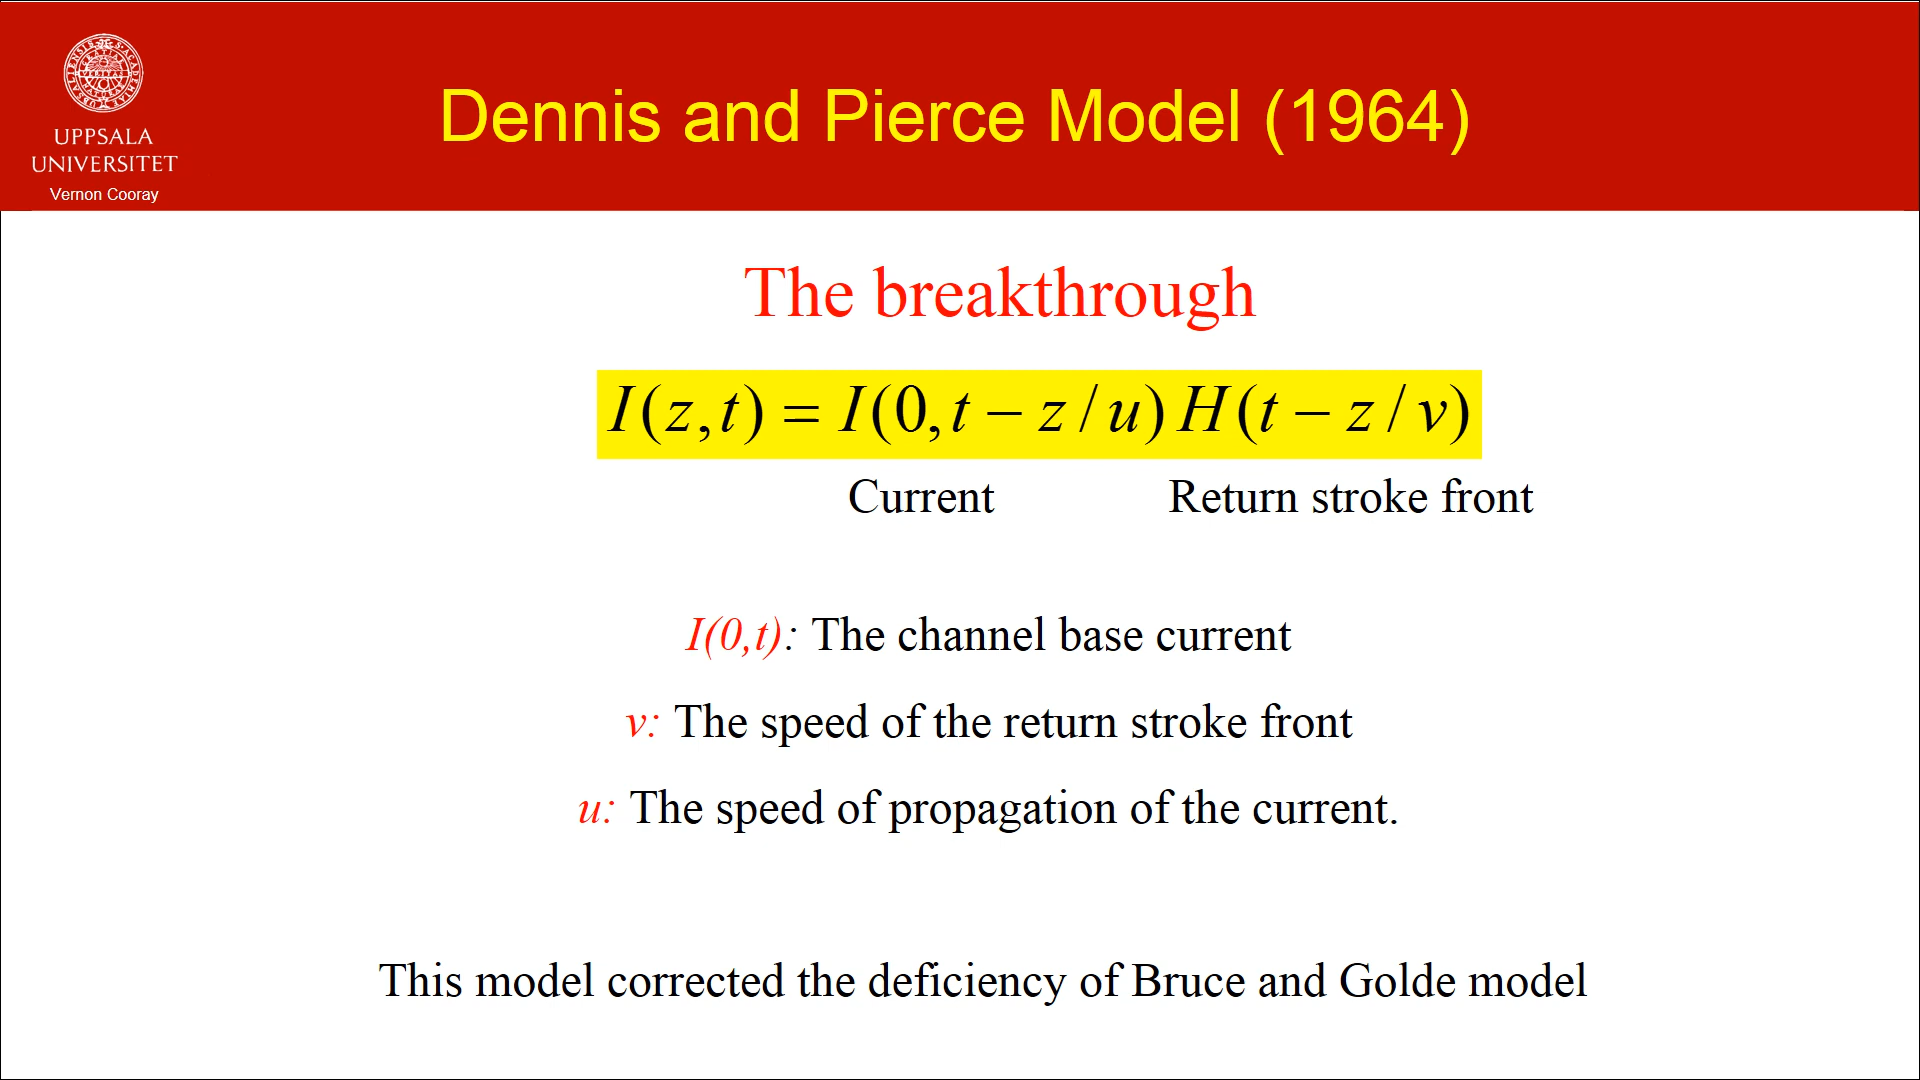 UPPSALA
UNIVERSITET
Vernon Cooray
Dennis and Pierce Model (1964)
The breakthrough
I(z,t) = I(0,t − z / u) H(t − z / v)
Current Return stroke front
I(0,t): The channel base current
v: The speed of the return stroke front
u: The speed of propagation of the current.
This model corrected the deficiency of Bruce and Golde model